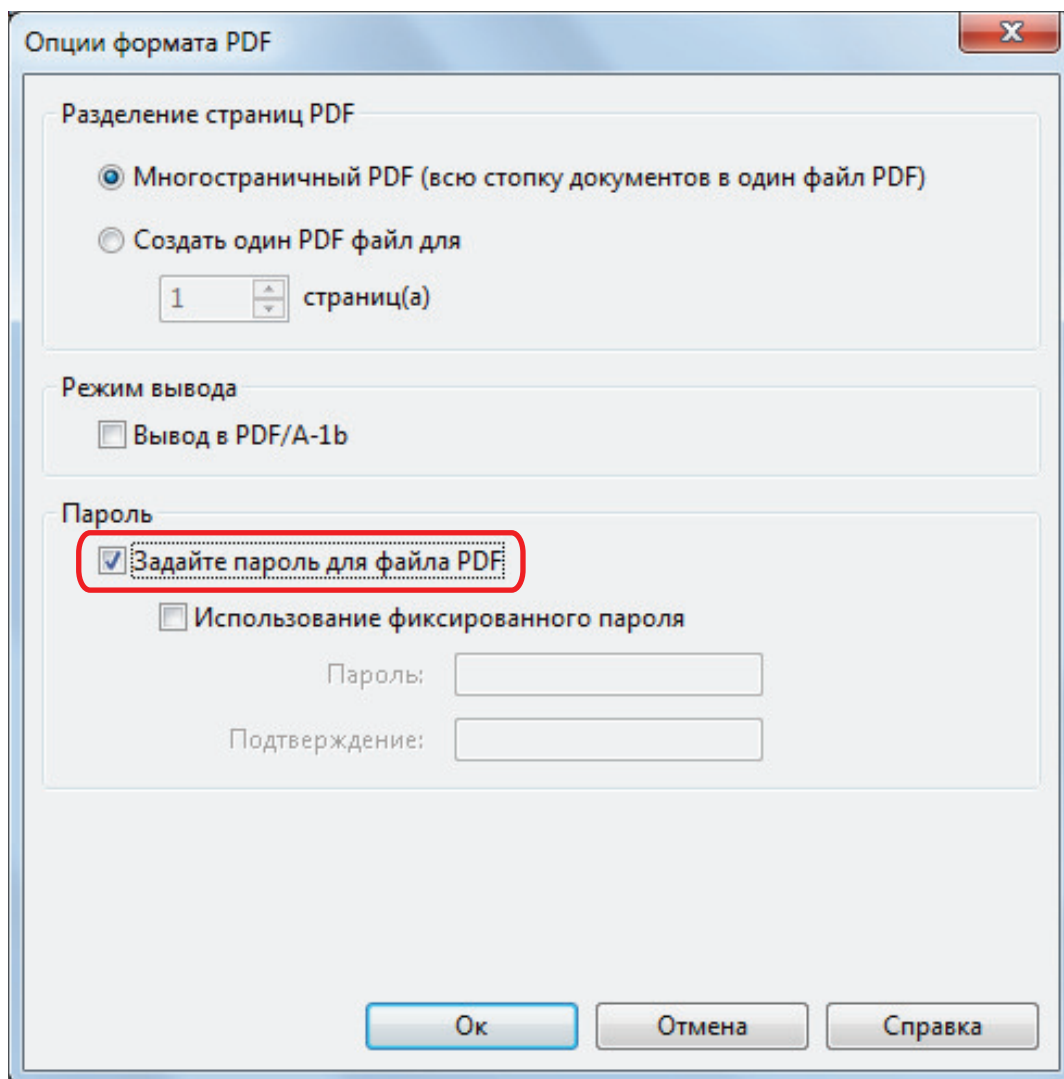 Опции формата PDF
Разделение страниц PDF
Многостраничный PDF (всю стопку документов в один файл PDF)
Создать один PDF файл для
1 страниц(а)
Режим вывода
Вывод в PDF/A-1b
Пароль
Задайте пароль для файла PDF
Использование фиксированного пароля
Пароль:
Подтверждение:
Ок Отмена Справка